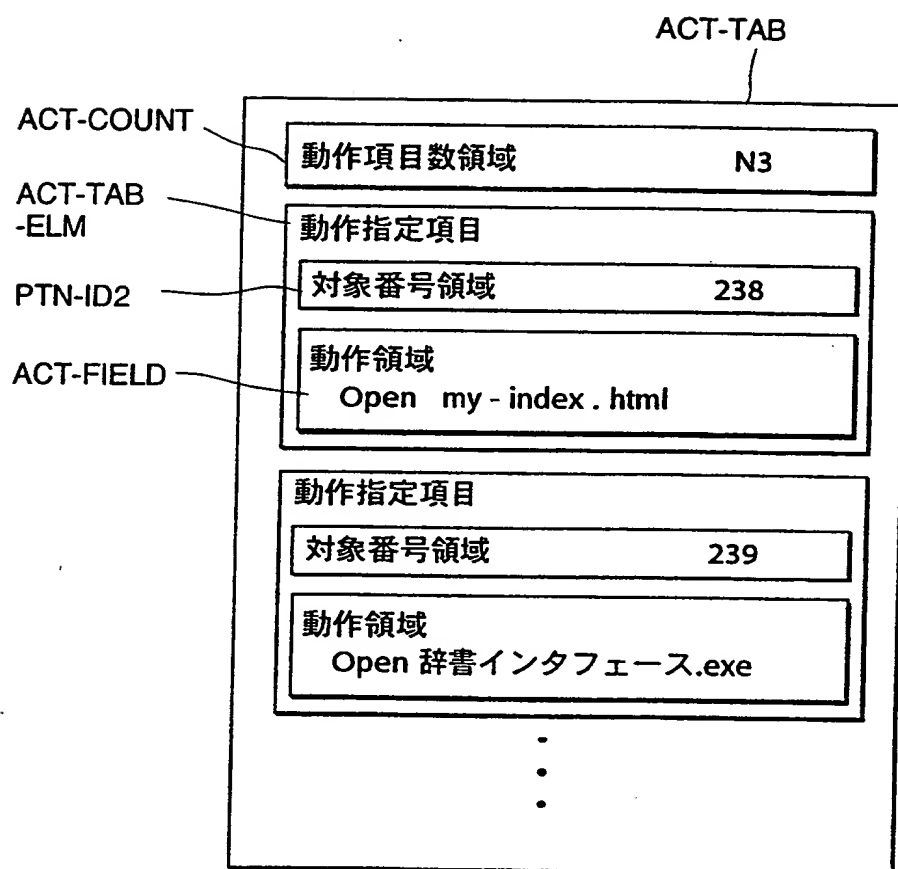 ACT-TAB
ACT-COUNT
動作項目数領域 N3
ACT-TAB
-ELM
動作指定項目
PTN-ID2
対象番号領域 238
ACT-FIELD
動作領域
Open my - index . html
動作指定項目
対象番号領域 239
動作領域
Open 辞書インタフェース.exe